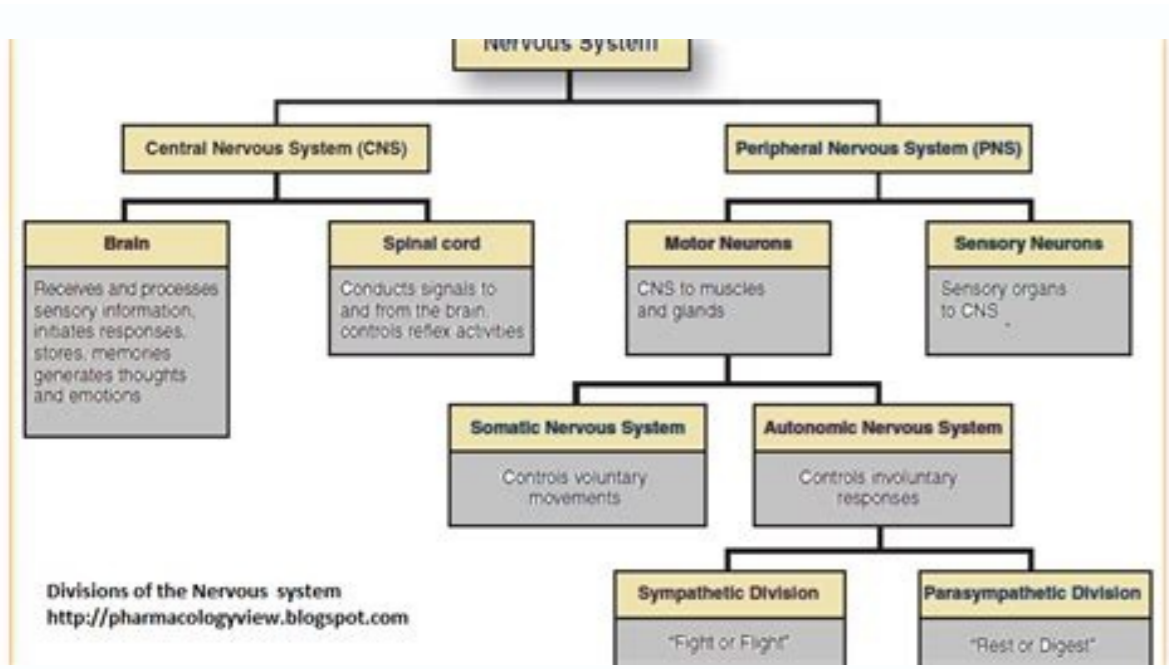 Nervous System
Central Nervous System (CNS)
Peripheral Nervous System (PNS)
Brain
Receives and processes
sensory information,
initiates responses,
stores, memories
generates thoughts
and emotions
Spinal cord
Conducts signals to
and from the brain,
controls reflex activities
Motor Neurons
CNS to muscles
and glands
Sensory Neurons
Sensory organs
to CNS
Somatic Nervous System
Controls voluntary
movements
Autonomic Nervous System
Controls involuntary
responses
Sympathetic Division
"Fight or Flight"
Parasympathetic Division
"Rest or Digest"
Divisions of the Nervous system
http://pharmacologyview.blogspot.com